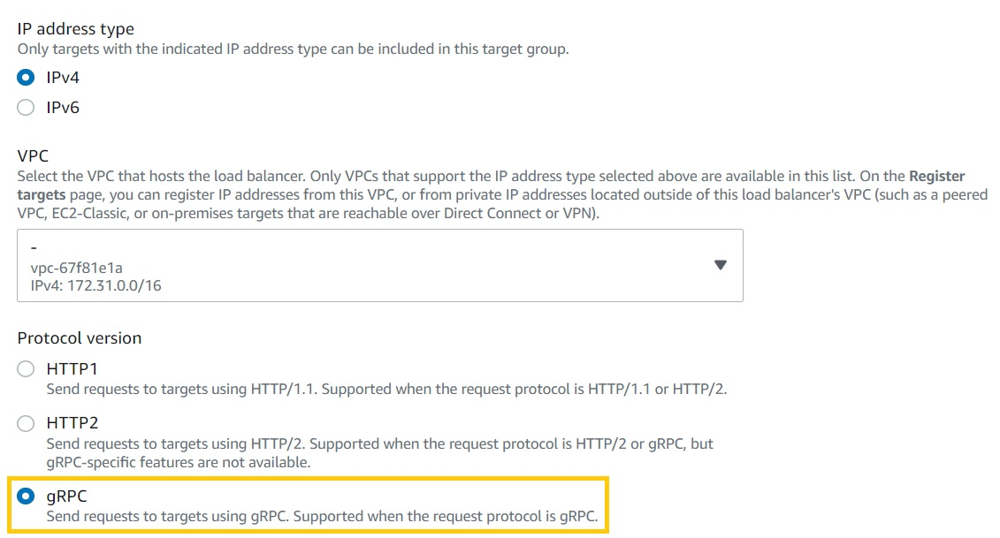 IP address type
Only targets with the indicated IP address type can be included in this target group.
IPv4
IPv6
VPC
Select the VPC that hosts the load balancer. Only VPCs that support the IP address type selected above are available in this list. On the Register
targets page, you can register IP addresses from this VPC, or from private IP addresses located outside of this load balancer's VPC (such as a peered
VPC, EC2-Classic, or on-premises targets that are reachable over Direct Connect or VPN).
-
vpc-67f81e1a
IPv4: 172.31.0.0/16
Protocol version
HTTP1
Send requests to targets using HTTP/1.1. Supported when the request protocol is HTTP/1.1 or HTTP/2.
HTTP2
Send requests to targets using HTTP/2. Supported when the request protocol is HTTP/2 or gRPC, but
gRPC-specific features are not available.
gRPC
Send requests to targets using gRPC. Supported when the request protocol is gRPC.